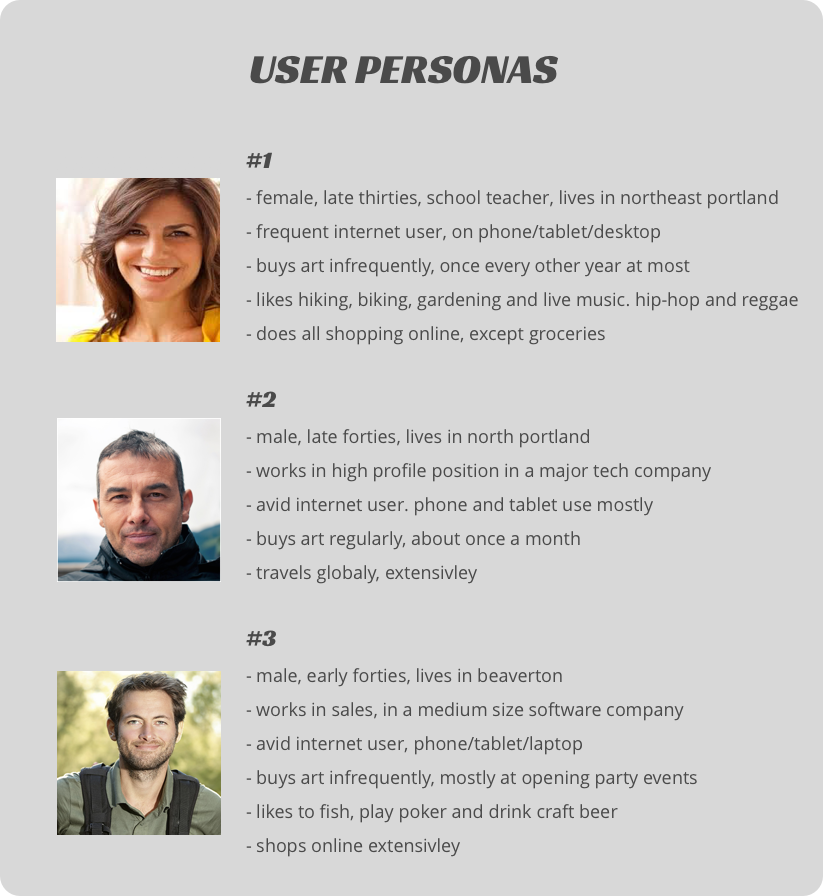 USER PERSONAS
#1
- female, late thirties, school teacher, lives in northeast portland
- frequent internet user, on phone/tablet/desktop
- buys art infrequently, once every other year at most
- likes hiking, biking, gardening and live music. hip-hop and reggae
- does all shopping online, except groceries
#2
- male, late forties, lives in north portland
- works in high profile position in a major tech company
- avid internet user. phone and tablet use mostly
- buys art regularly, about once a month
- travels globaly, extensivley
#3
- male, early forties, lives in beaverton
- works in sales, in a medium size software company
- avid internet user, phone/tablet/laptop
- buys art infrequently, mostly at opening party events
- likes to fish, play poker and drink craft beer
- shops online extensivley